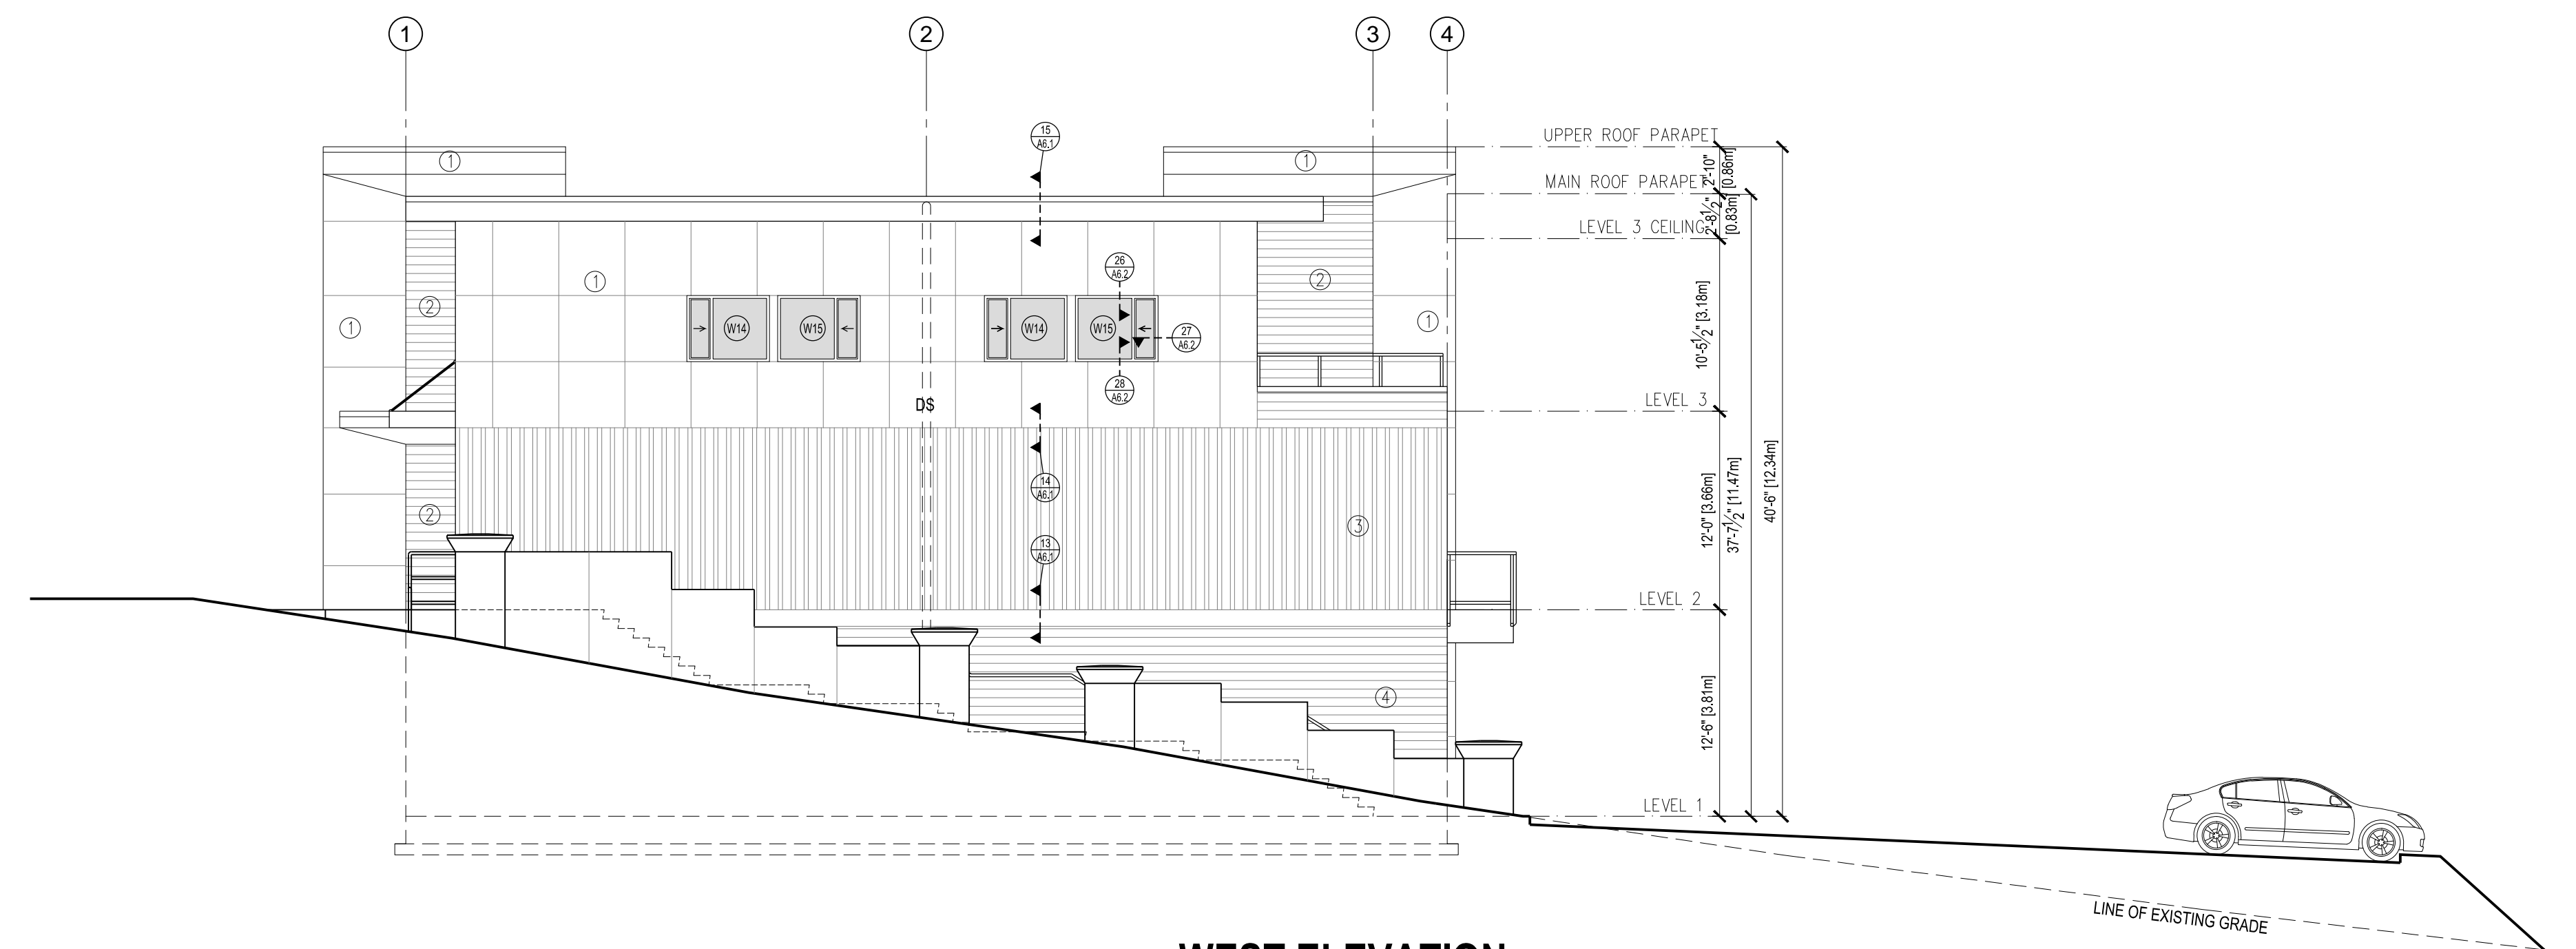 1
2
3
4
15
A6.1
UPPER ROOF PARAPET
1
1
2'-10"
[0.86m]
MAIN ROOF PARAPET
2'-8½"
[0.83m]
LEVEL 3 CEILING
26
A6.2
1
2
2
1
W14
W15
W14
W15
27
A6.2
1
10'-5½" [3.18m]
28
A6.2
DS
LEVEL 3
14
A6.1
2
3
12'-0" [3.66m]
37'-7½" [11.47m]
40'-6" [12.34m]
13
A6.1
LEVEL 2
4
12'-6" [3.81m]
LEVEL 1
LINE OF EXISTING GRADE
WEST ELEVATION